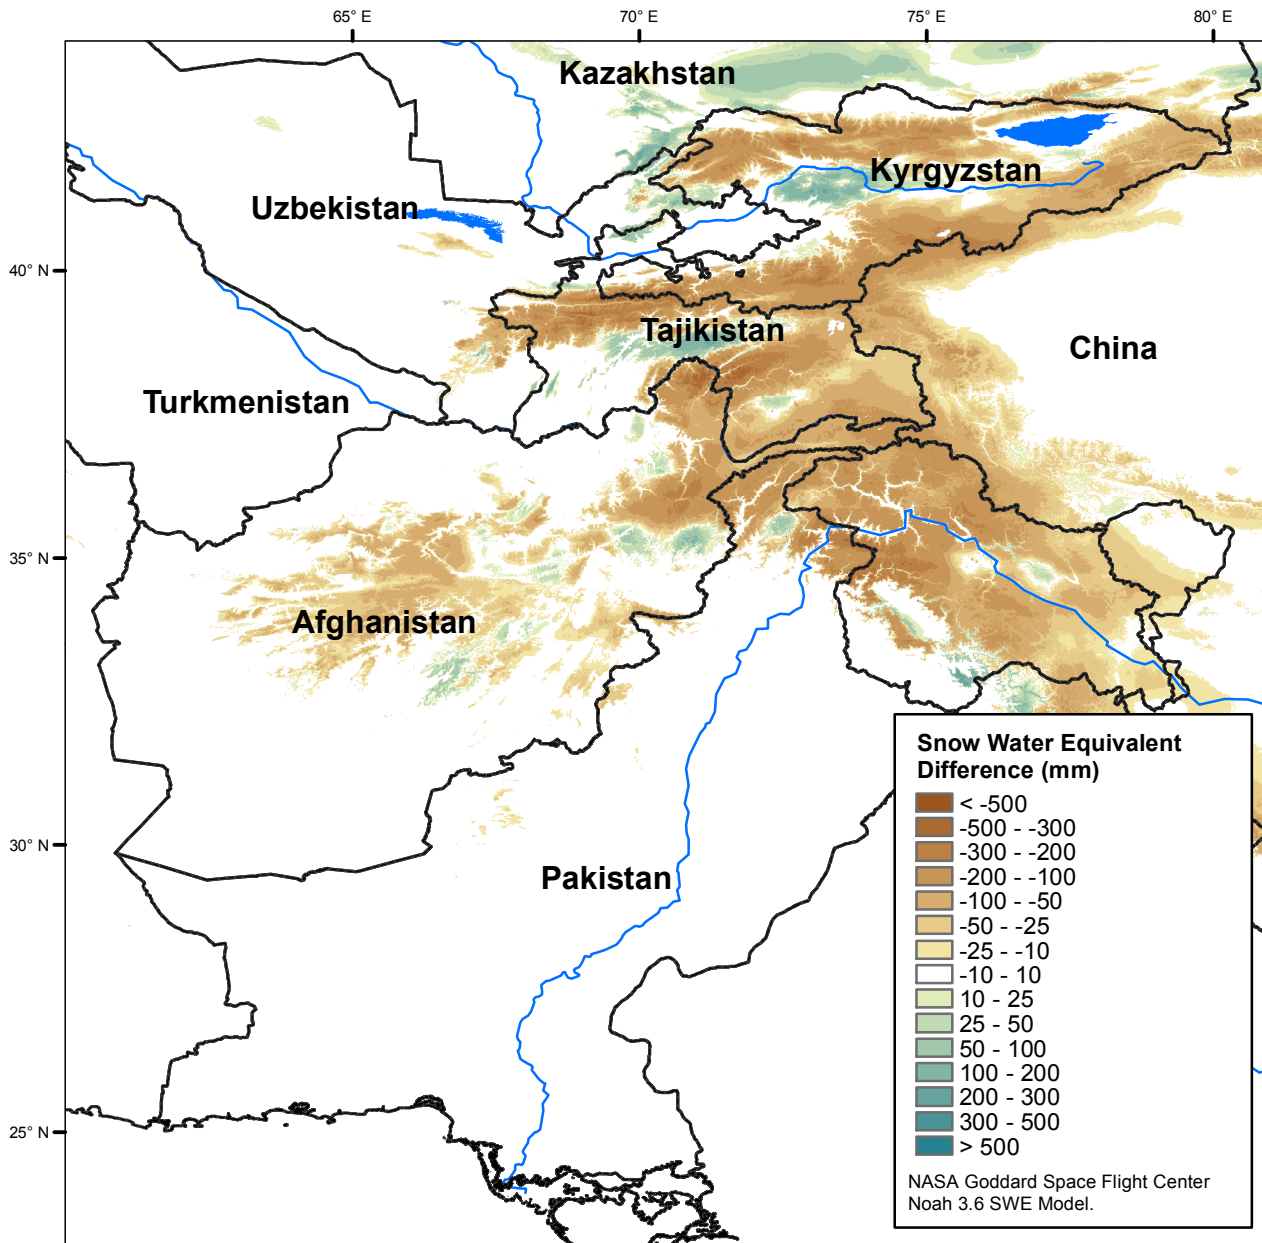 65° E
70° E
75° E
80° E
Kazakhstan
Kyrgyzstan
Uzbekistan
40° N
Tajikistan
China
Turkmenistan
35° N
Afghanistan
Snow Water Equivalent
Difference (mm)
< -500
-500 - -300
-300 - -200
-200 - -100
-100 - -50
-50 - -25
-25 - -10
-10 - 10
10 - 25
25 - 50
50 - 100
100 - 200
200 - 300
300 - 500
> 500
NASA Goddard Space Flight Center
Noah 3.6 SWE Model.
30° N
Pakistan
25° N